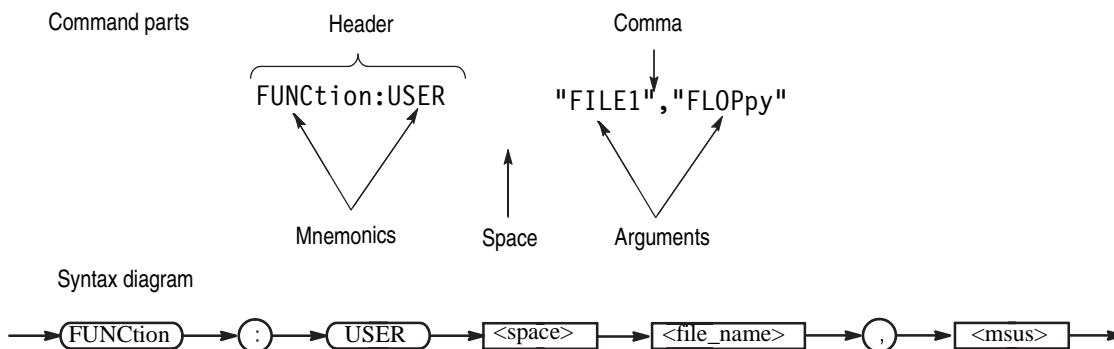 Command parts Header Comma
FUNCtion:USER "FILE1","FLOPpy"
Mnemonics Space Arguments
Syntax diagram
FUNCtion : USER <space> <file_name> , <msus>